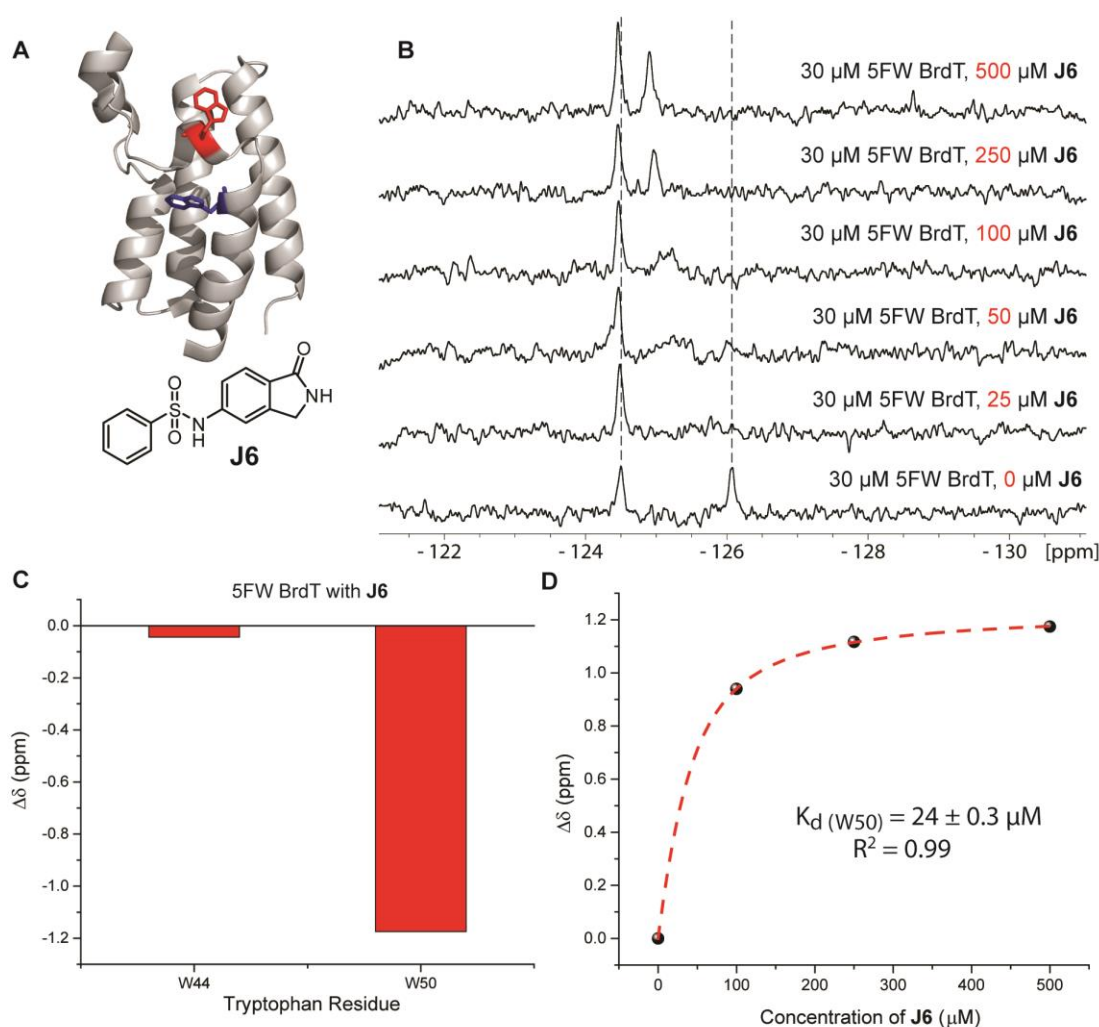 A
O
O
S
O
N
H
NH
J6
B
30 µM 5FW BrdT, 500 µM J6
30 µM 5FW BrdT, 250 µM J6
30 µM 5FW BrdT, 100 µM J6
30 µM 5FW BrdT, 50 µM J6
30 µM 5FW BrdT, 25 µM J6
30 µM 5FW BrdT, 0 µM J6
- 122 - 124 - 126 - 128 - 130 [ppm]
C
5FW BrdT with J6
0.0
-0.2
-0.4
-0.6
-0.8
-1.0
-1.2
Δδ (ppm)
W44 W50
Tryptophan Residue
D
1.2
1.0
0.8
0.6
0.4
0.2
0.0
Δδ (ppm)
Kd (W50) = 24 ± 0.3 µM
R² = 0.99
0 100 200 300 400 500
Concentration of J6 (µM)